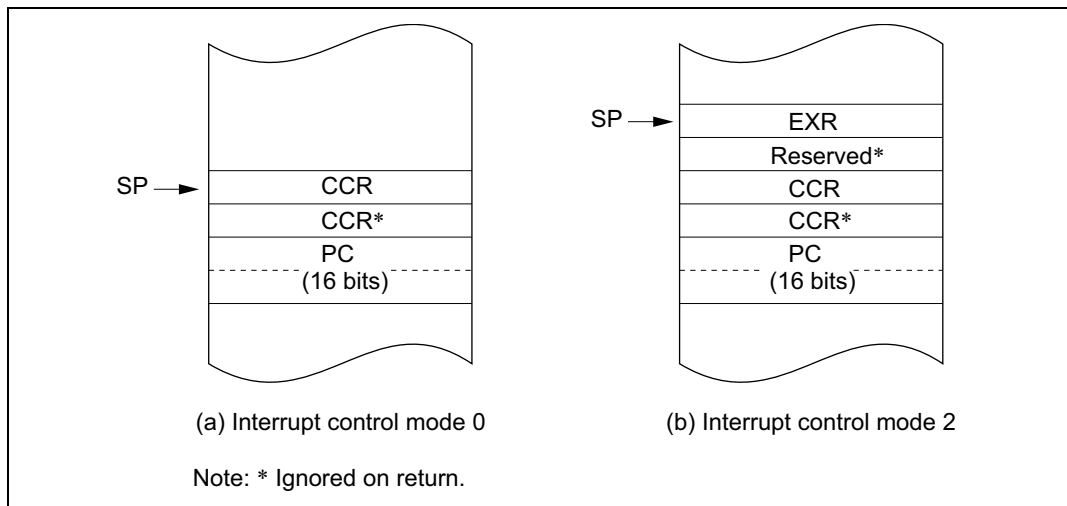 SP
CCR
CCR*
PC
(16 bits)
(a) Interrupt control mode 0
SP
EXR
Reserved*
CCR
CCR*
PC
(16 bits)
(b) Interrupt control mode 2
Note: * Ignored on return.